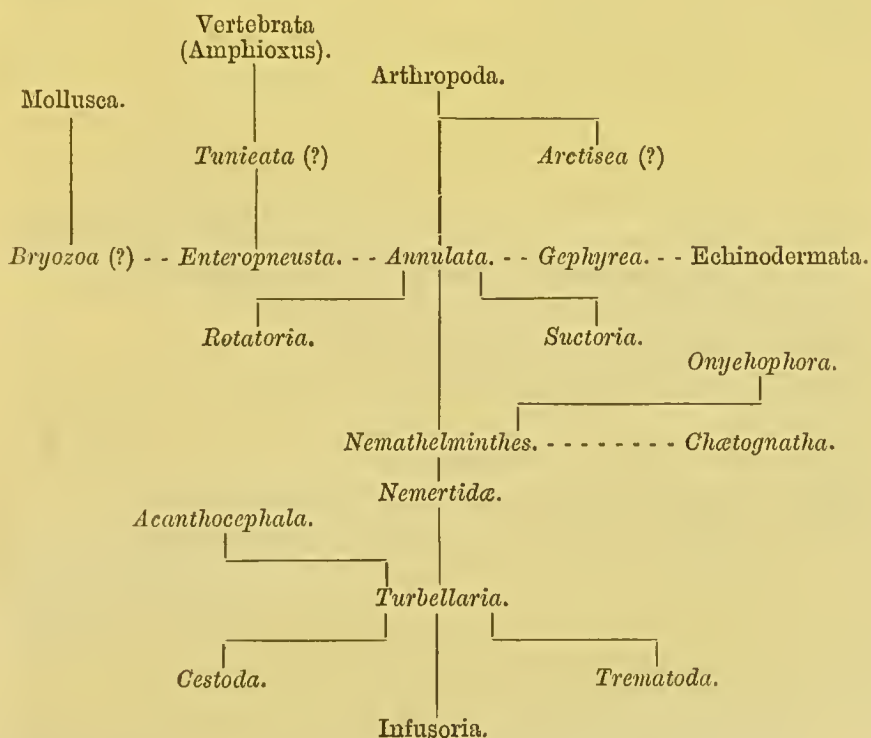 Vertebrata
(Amphioxus).
Arthropoda.
Mollusca.
Tunicata (?)
Arctisca (?)
Bryozoa (?) - - Enteropneusta. - - Annulata. - - Gephyrea. - - Echinodermata.
Rotatoria.
Suctoria.
Onychophora.
Nemathelminthes. - - - - - - - - Chætognatha.
Nemertidæ.
Acanthocephala.
Turbellaria.
Cestoda.
Trematoda.
Infusoria.